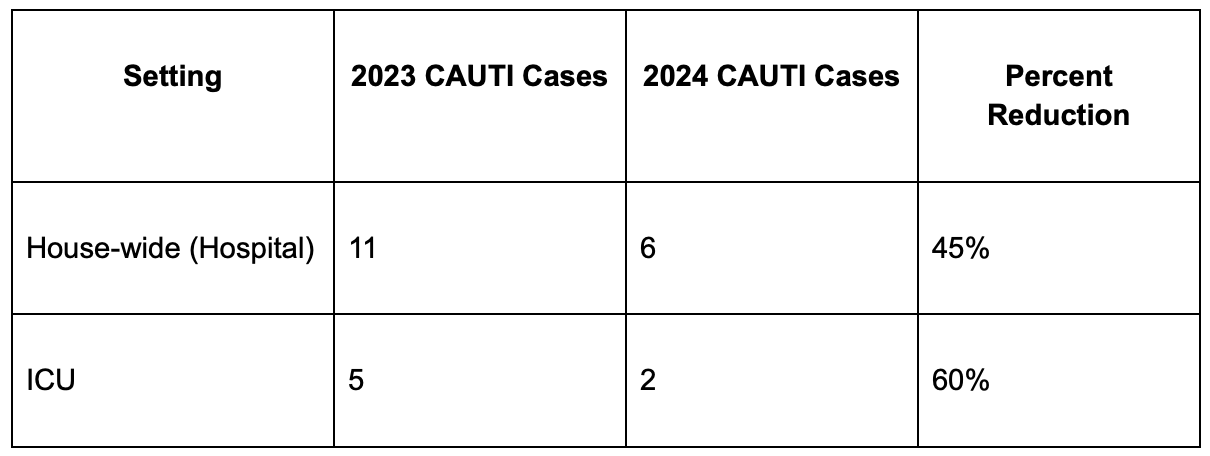 Setting 2023 CAUTI Cases 2024 CAUTI Cases Percent
Reduction
House-wide (Hospital) 11 6 45%
ICU 5 2 60%